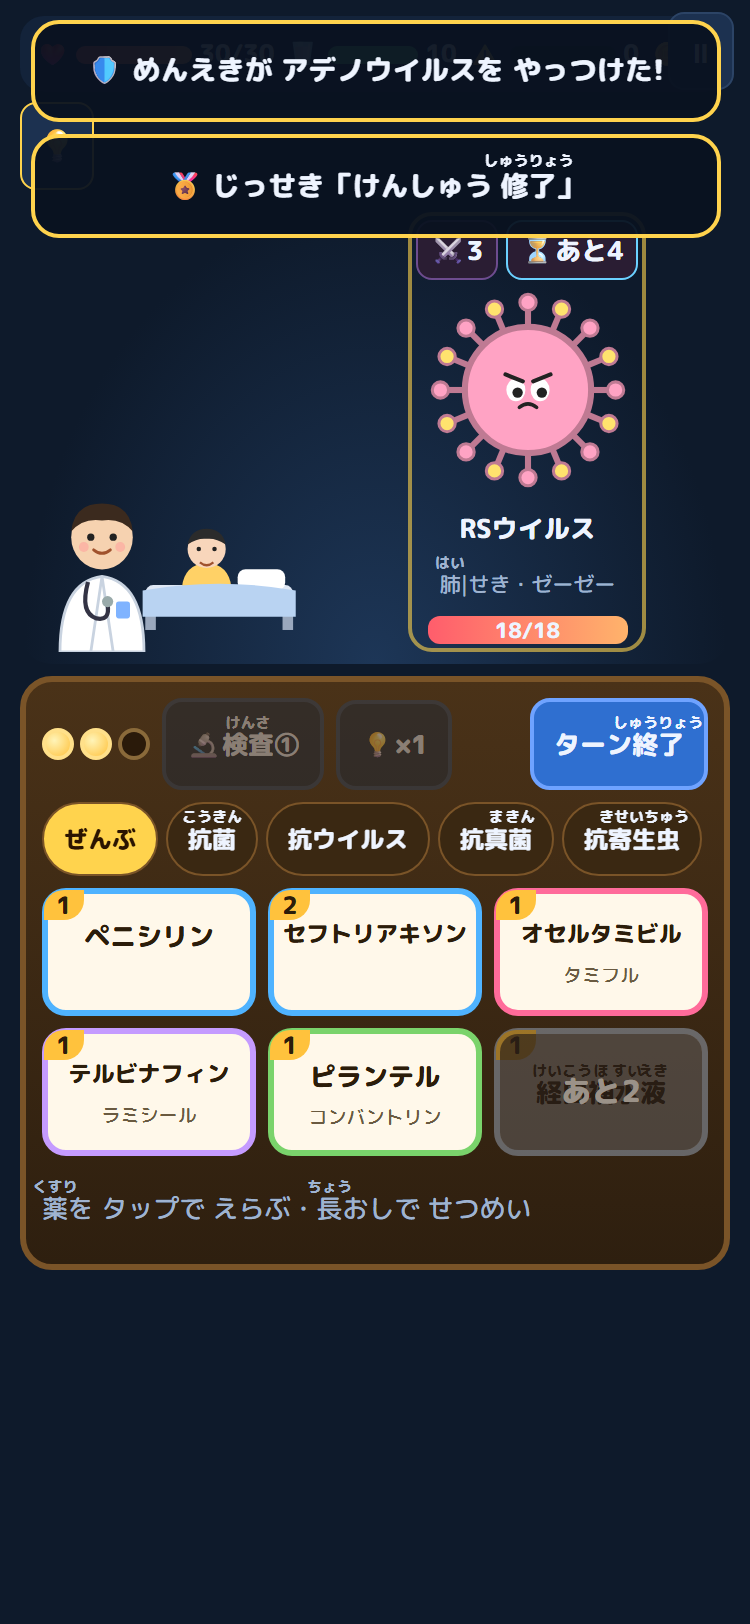 30/30 10 0
🛡️ めんえきが アデノウイルスを やっつけた!
しゅうりょう
🏅 じっせき「けんしゅう 修了」
⚔️3 ⏳あと4
RSウイルス
はい
肺|せき・ゼーゼー
18/18
けんさ しゅうりょう
🔬検査① 💡×1 ターン終了
こうきん まきん きせいちゅう
ぜんぶ 抗菌 抗ウイルス 抗真菌 抗寄生虫
1 2 1
ペニシリン セフトリアキソン オセルタミビル
タミフル
1 1 1
テルビナフィン ピランテル けいこうほすいえき
あと2
ラミシール コンバントリン
くすり ちょう
薬を タップで えらぶ・長おしで せつめい